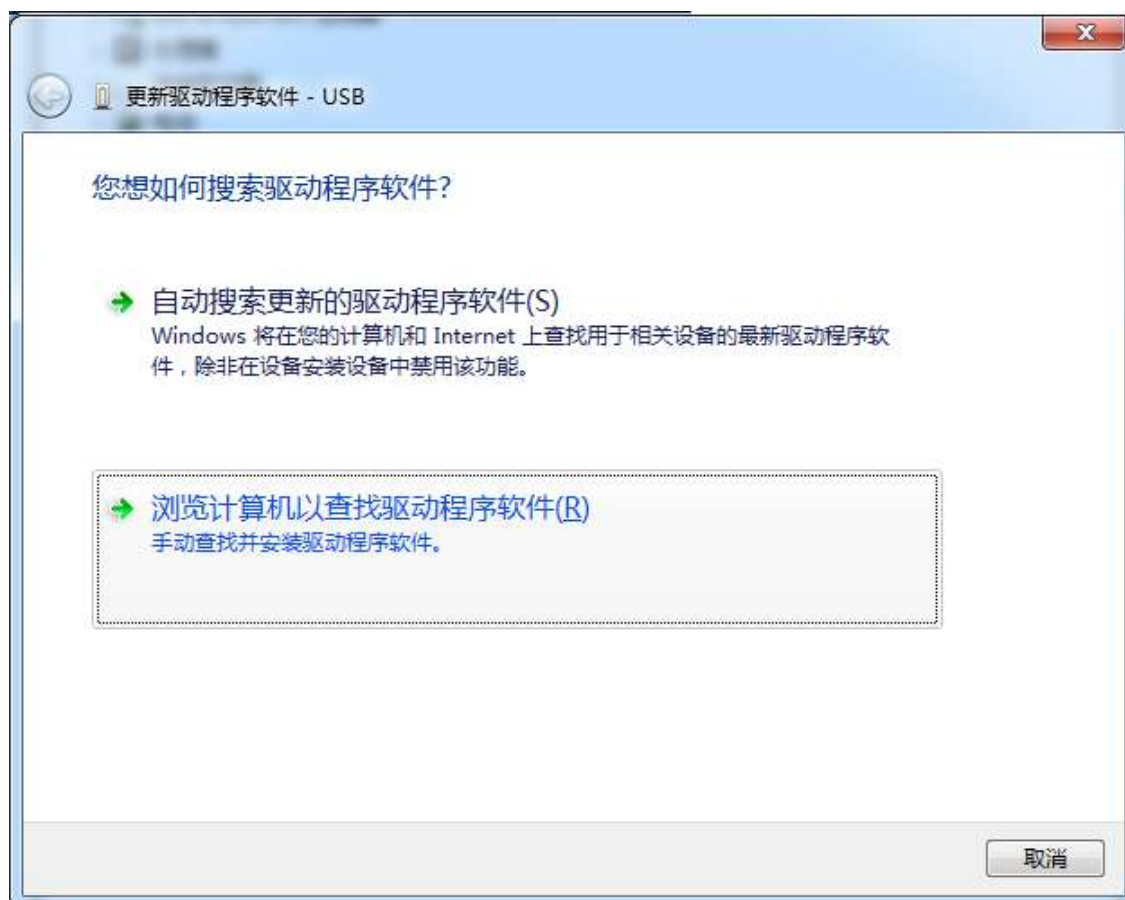 更新驱动程序软件 - USB
您想如何搜索驱动程序软件?
自动搜索更新的驱动程序软件(S)
Windows 将在您的计算机和 Internet 上查找用于相关设备的最新驱动程序软
件，除非在设备安装设备中禁用该功能。
浏览计算机以查找驱动程序软件(R)
手动查找并安装驱动程序软件。
取消